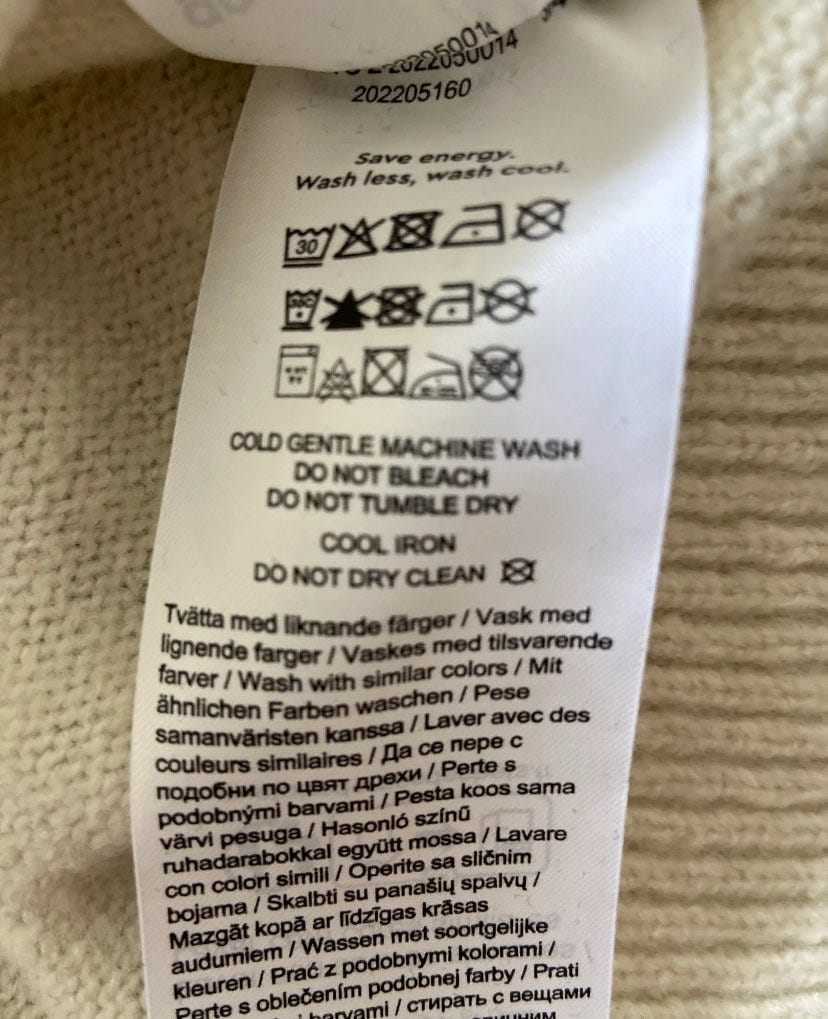 2022050014
202205160
Save energy.
Wash less, wash cool.
30
COLD GENTLE MACHINE WASH
DO NOT BLEACH
DO NOT TUMBLE DRY
COOL IRON
DO NOT DRY CLEAN
Tvätta med liknande färger / Vask med
lignende farger / Vaskes med tilsvarende
farver / Wash with similar colors / Mit
ähnlichen Farben waschen / Pese
samanväristen kanssa / Laver avec des
couleurs similaires / Да се пере с
подобни по цвят дрехи / Perte s
podobnými barvami / Pesta koos sama
värvi pesuga / Hasonló színű
ruhadarabokkal együtt mossa / Lavare
con colori simili / Operite sa sličnim
bojama / Skalbti su panašių spalvų /
Mazgāt kopā ar līdzīgas krāsas
audumiem / Wassen met soortgelijke
kleuren / Prać z podobnymi kolorami /
Perte s oblečením podobnej farby / Prati
barvami / стирать с вещами